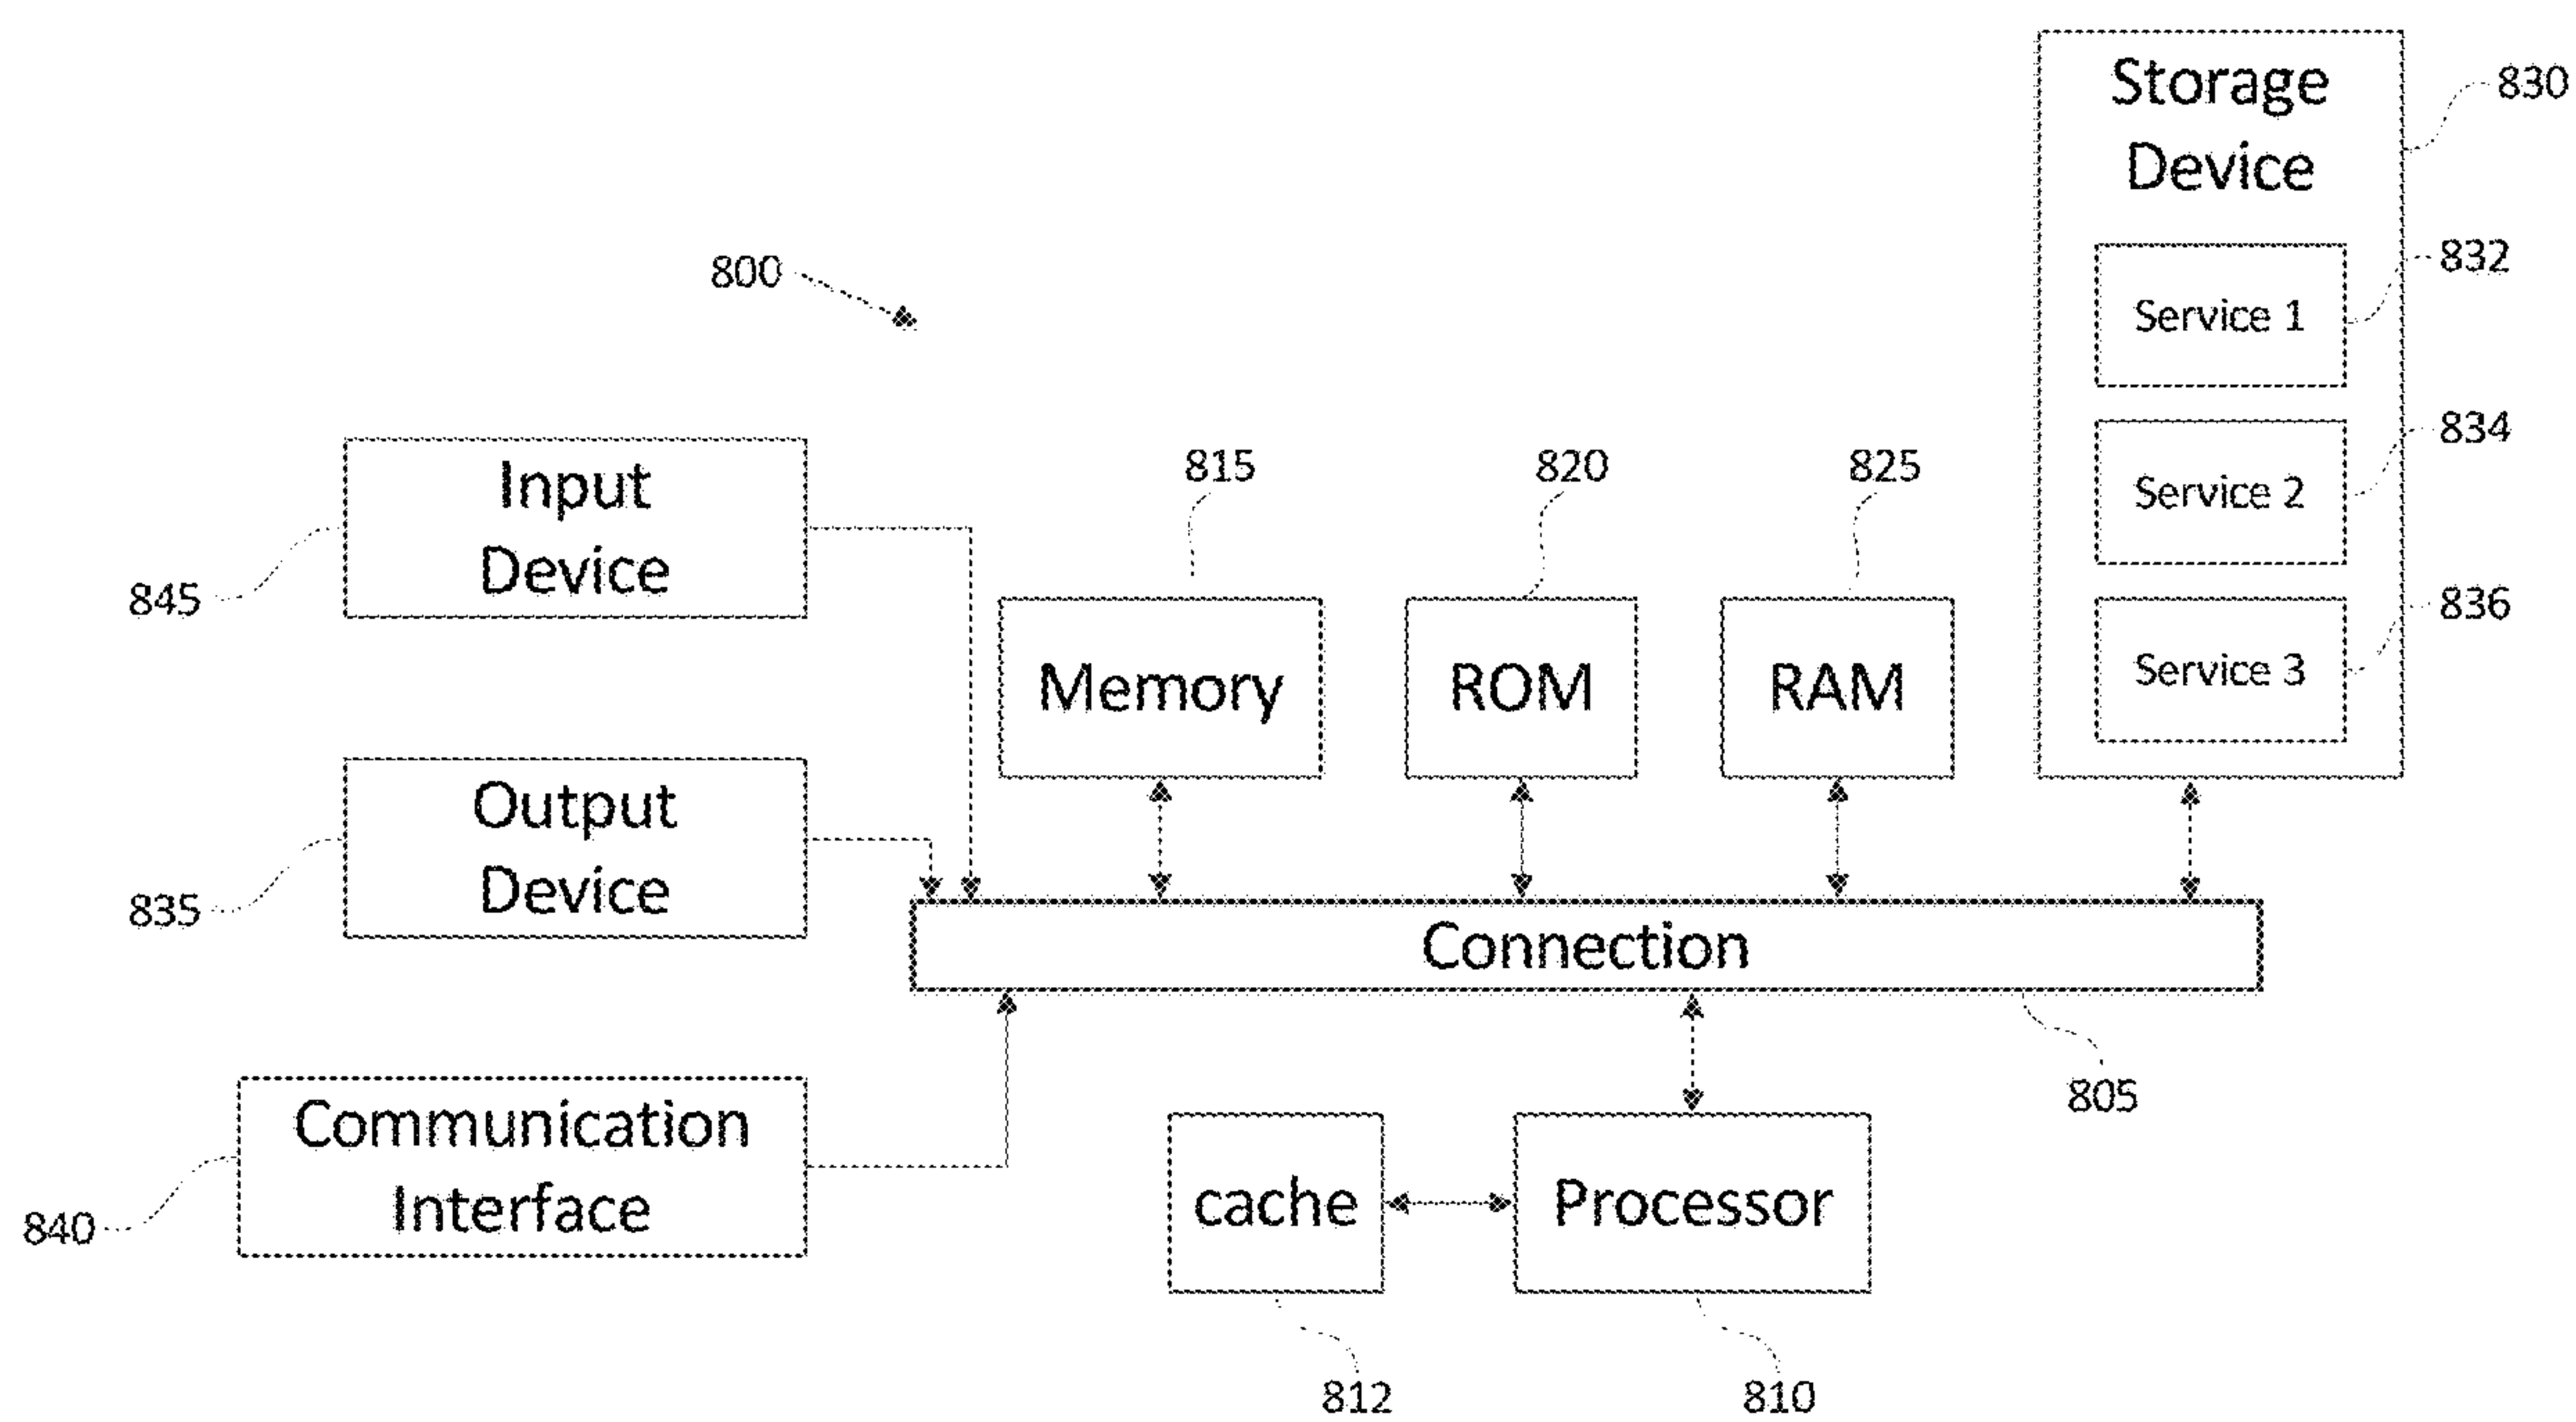 Storage
Device
830
832
800
Service 1
834
Input
Device
815
820
825
Service 2
845
836
Memory
ROM
RAM
Service 3
Output
Device
835
Connection
805
Communication
Interface
840
cache
Processor
812
810